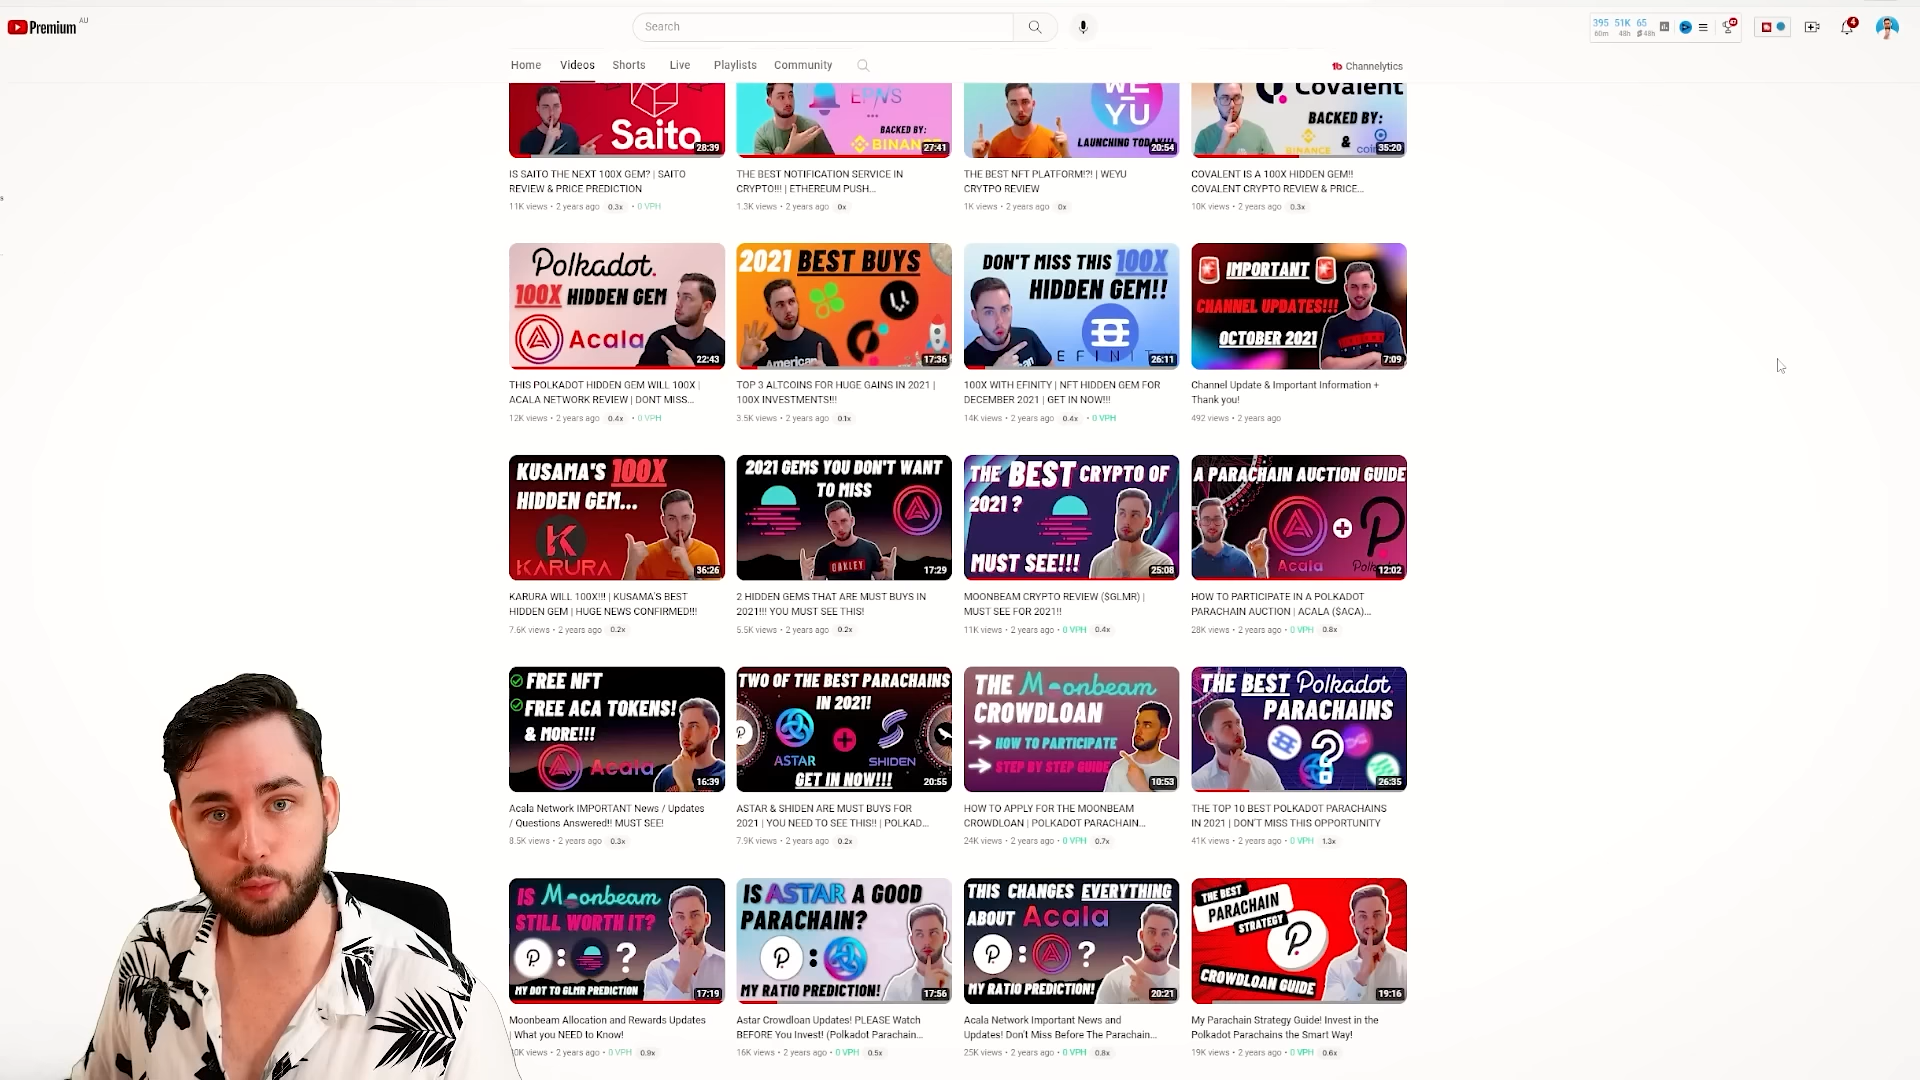 Premium AU
Search
395 51K 65
60m 48h 48h
4
Home Videos Shorts Live Playlists Community
Channelytics
Saito
28:39
EPNS
BACKED BY:
BINANCE
27:41
WE
YU
LAUNCHING TODAY!!!
20:54
Covalent
BACKED BY:
BINANCE &
35:20
IS SAITO THE NEXT 100X GEM? | SAITO
REVIEW & PRICE PREDICTION
11K views • 2 years ago 0.3x • 0 VPH
THE BEST NOTIFICATION SERVICE IN
CRYPTO!!! | ETHEREUM PUSH...
1.3K views • 2 years ago 0x
THE BEST NFT PLATFORM!?! | WEYU
CRYTPO REVIEW
1K views • 2 years ago 0x
COVALENT IS A 100X HIDDEN GEM!!
COVALENT CRYPTO REVIEW & PRICE...
10K views • 2 years ago 0.3x
Polkadot.
100X HIDDEN GEM
Acala
22:43
2021 BEST BUYS
American
17:36
DON'T MISS THIS 100X
HIDDEN GEM!!
EFINITY
26:11
IMPORTANT
CHANNEL UPDATES!!!
OCTOBER 2021
7:09
THIS POLKADOT HIDDEN GEM WILL 100X |
ACALA NETWORK REVIEW | DONT MISS...
12K views • 2 years ago 0.4x • 0 VPH
TOP 3 ALTCOINS FOR HUGE GAINS IN 2021 |
100X INVESTMENTS!!!
3.5K views • 2 years ago 0.1x
100X WITH EFINITY | NFT HIDDEN GEM FOR
DECEMBER 2021 | GET IN NOW!!!
14K views • 2 years ago 0.4x • 0 VPH
Channel Update & Important Information +
Thank you!
492 views • 2 years ago
KUSAMA'S 100X
HIDDEN GEM...
KARURA
36:26
2021 GEMS YOU DON'T WANT
TO MISS
OAKLEY
17:29
THE BEST CRYPTO OF
2021 ?
MUST SEE!!!
25:08
A PARACHAIN AUCTION GUIDE
Acala
12:02
KARURA WILL 100X!!! | KUSAMA'S BEST
HIDDEN GEM | HUGE NEWS CONFIRMED!!!
7.6K views • 2 years ago 0.2x
2 HIDDEN GEMS THAT ARE MUST BUYS IN
2021!!! YOU MUST SEE THIS!
5.5K views • 2 years ago 0.2x
MOONBEAM CRYPTO REVIEW ($GLMR) |
MUST SEE FOR 2021!!
11K views • 2 years ago • 0 VPH 0.4x
HOW TO PARTICIPATE IN A POLKADOT
PARACHAIN AUCTION | ACALA ($ACA)...
28K views • 2 years ago • 0 VPH 0.8x
FREE NFT
FREE ACA TOKENS!
& MORE!!!
Acala
16:39
TWO OF THE BEST PARACHAINS
IN 2021!
ASTAR SHIDEN
GET IN NOW!!!
20:55
THE Moonbeam
CROWDLOAN
HOW TO PARTICIPATE
STEP BY STEP GUIDE
10:53
THE BEST Polkadot
PARACHAINS
?
26:35
Acala Network IMPORTANT News / Updates
/ Questions Answered!! MUST SEE!
8.5K views • 2 years ago 0.3x
ASTAR & SHIDEN ARE MUST BUYS FOR
2021 | YOU NEED TO SEE THIS!! | POLKAD...
7.9K views • 2 years ago 0.2x
HOW TO APPLY FOR THE MOONBEAM
CROWDLOAN | POLKADOT PARACHAIN...
24K views • 2 years ago • 0 VPH 0.7x
THE TOP 10 BEST POLKADOT PARACHAINS
IN 2021 | DON'T MISS THIS OPPORTUNITY
41K views • 2 years ago • 0 VPH 1.3x
IS Moonbeam
STILL WORTH IT?
: ?
MY DOT TO GLMR PREDICTION
17:19
IS ASTAR A GOOD
PARACHAIN?
:
MY RATIO PREDICTION!
17:56
THIS CHANGES EVERYTHING
ABOUT Acala
: ?
MY RATIO PREDICTION!
20:21
THE BEST
PARACHAIN
STRATEGY
CROWDLOAN GUIDE
19:16
Moonbeam Allocation and Rewards Updates
| What you NEED to Know!
0K views • 2 years ago • 0 VPH 0.9x
Astar Crowdloan Updates! PLEASE Watch
BEFORE You Invest! (Polkadot Parachain...
16K views • 2 years ago • 0 VPH 0.5x
Acala Network Important News and
Updates! Don't Miss Before The Parachain...
25K views • 2 years ago • 0 VPH 0.8x
My Parachain Strategy Guide! Invest in the
Polkadot Parachains the Smart Way!
19K views • 2 years ago • 0 VPH 0.6x